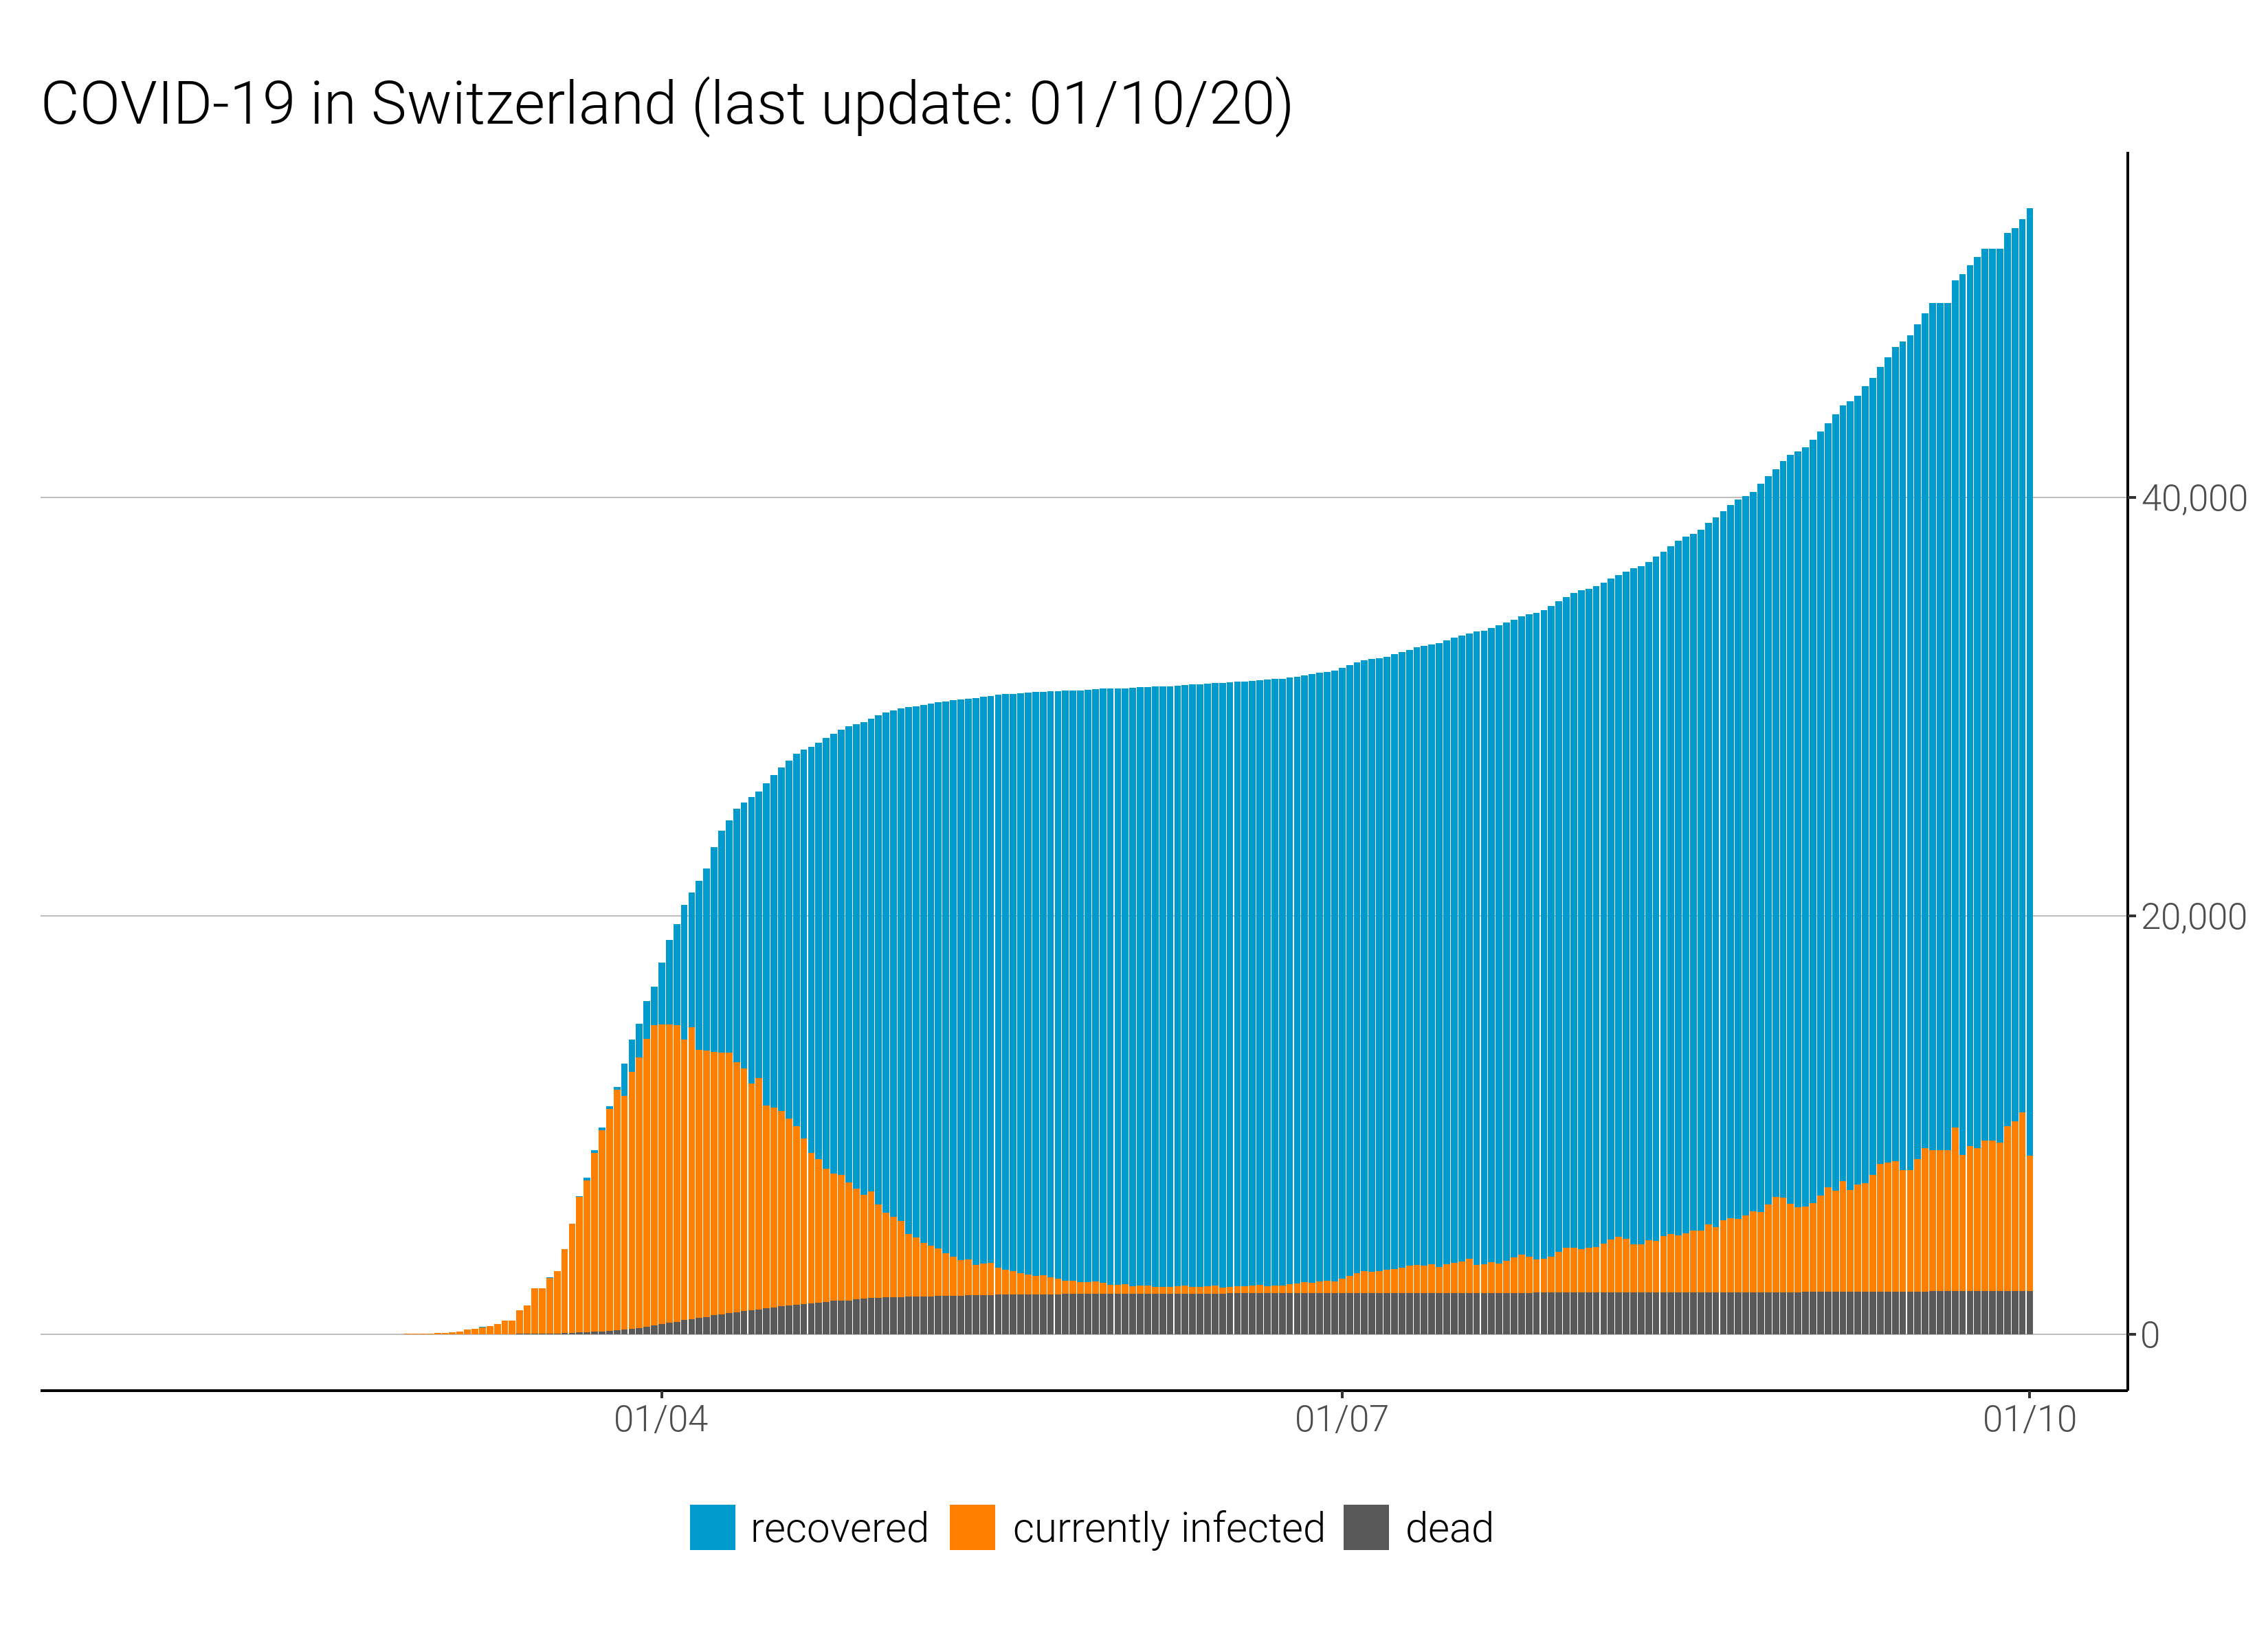 COVID-19 in Switzerland (last update: 01/10/20)
40,000
20,000
0
01/04 01/07 01/10
recovered currently infected dead